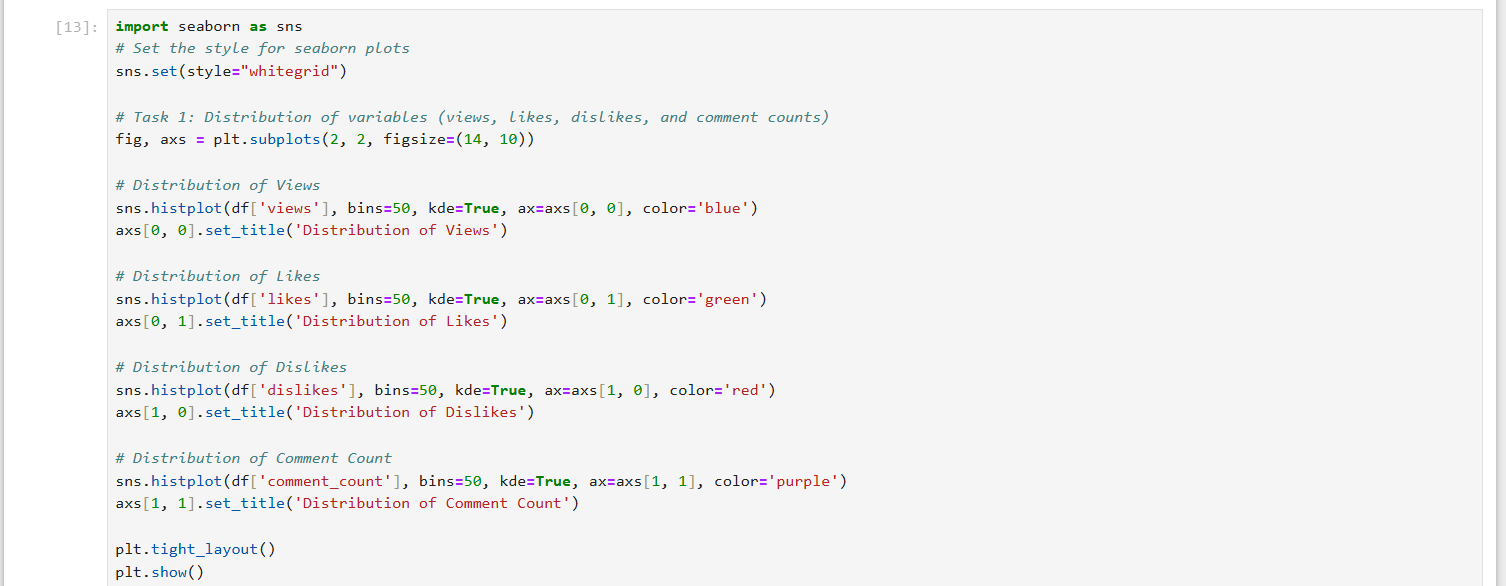 [13]:
import seaborn as sns
# Set the style for seaborn plots
sns.set(style="whitegrid")
# Task 1: Distribution of variables (views, likes, dislikes, and comment counts)
fig, axs = plt.subplots(2, 2, figsize=(14, 10))
# Distribution of Views
sns.histplot(df['views'], bins=50, kde=True, ax=axs[0, 0], color='blue')
axs[0, 0].set_title('Distribution of Views')
# Distribution of Likes
sns.histplot(df['likes'], bins=50, kde=True, ax=axs[0, 1], color='green')
axs[0, 1].set_title('Distribution of Likes')
# Distribution of Dislikes
sns.histplot(df['dislikes'], bins=50, kde=True, ax=axs[1, 0], color='red')
axs[1, 0].set_title('Distribution of Dislikes')
# Distribution of Comment Count
sns.histplot(df['comment_count'], bins=50, kde=True, ax=axs[1, 1], color='purple')
axs[1, 1].set_title('Distribution of Comment Count')
plt.tight_layout()
plt.show()